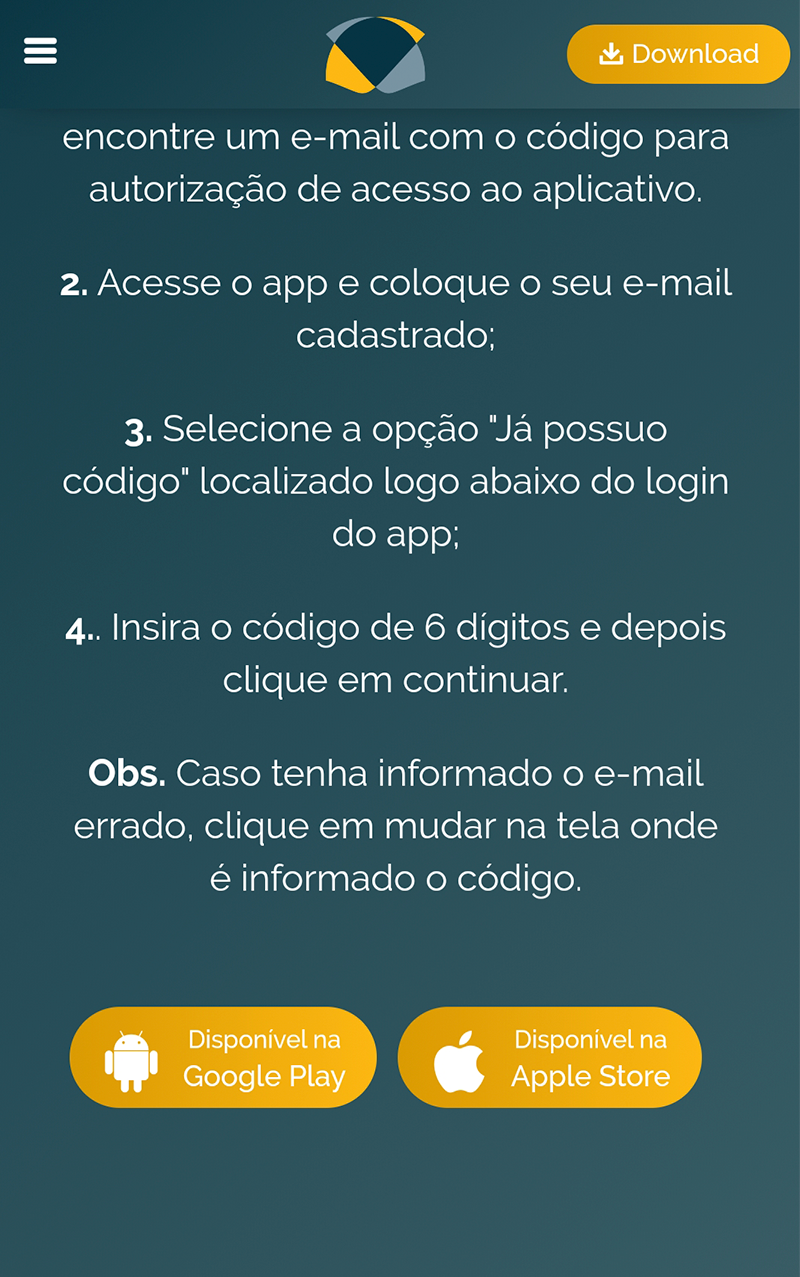 Download
encontre um e-mail com o código para
autorização de acesso ao aplicativo.
2. Acesse o app e coloque o seu e-mail
cadastrado;
3. Selecione a opção "Já possuo
código" localizado logo abaixo do login
do app;
4.. Insira o código de 6 dígitos e depois
clique em continuar.
Obs. Caso tenha informado o e-mail
errado, clique em mudar na tela onde
é informado o código.
Disponível na
Google Play
Disponível na
Apple Store